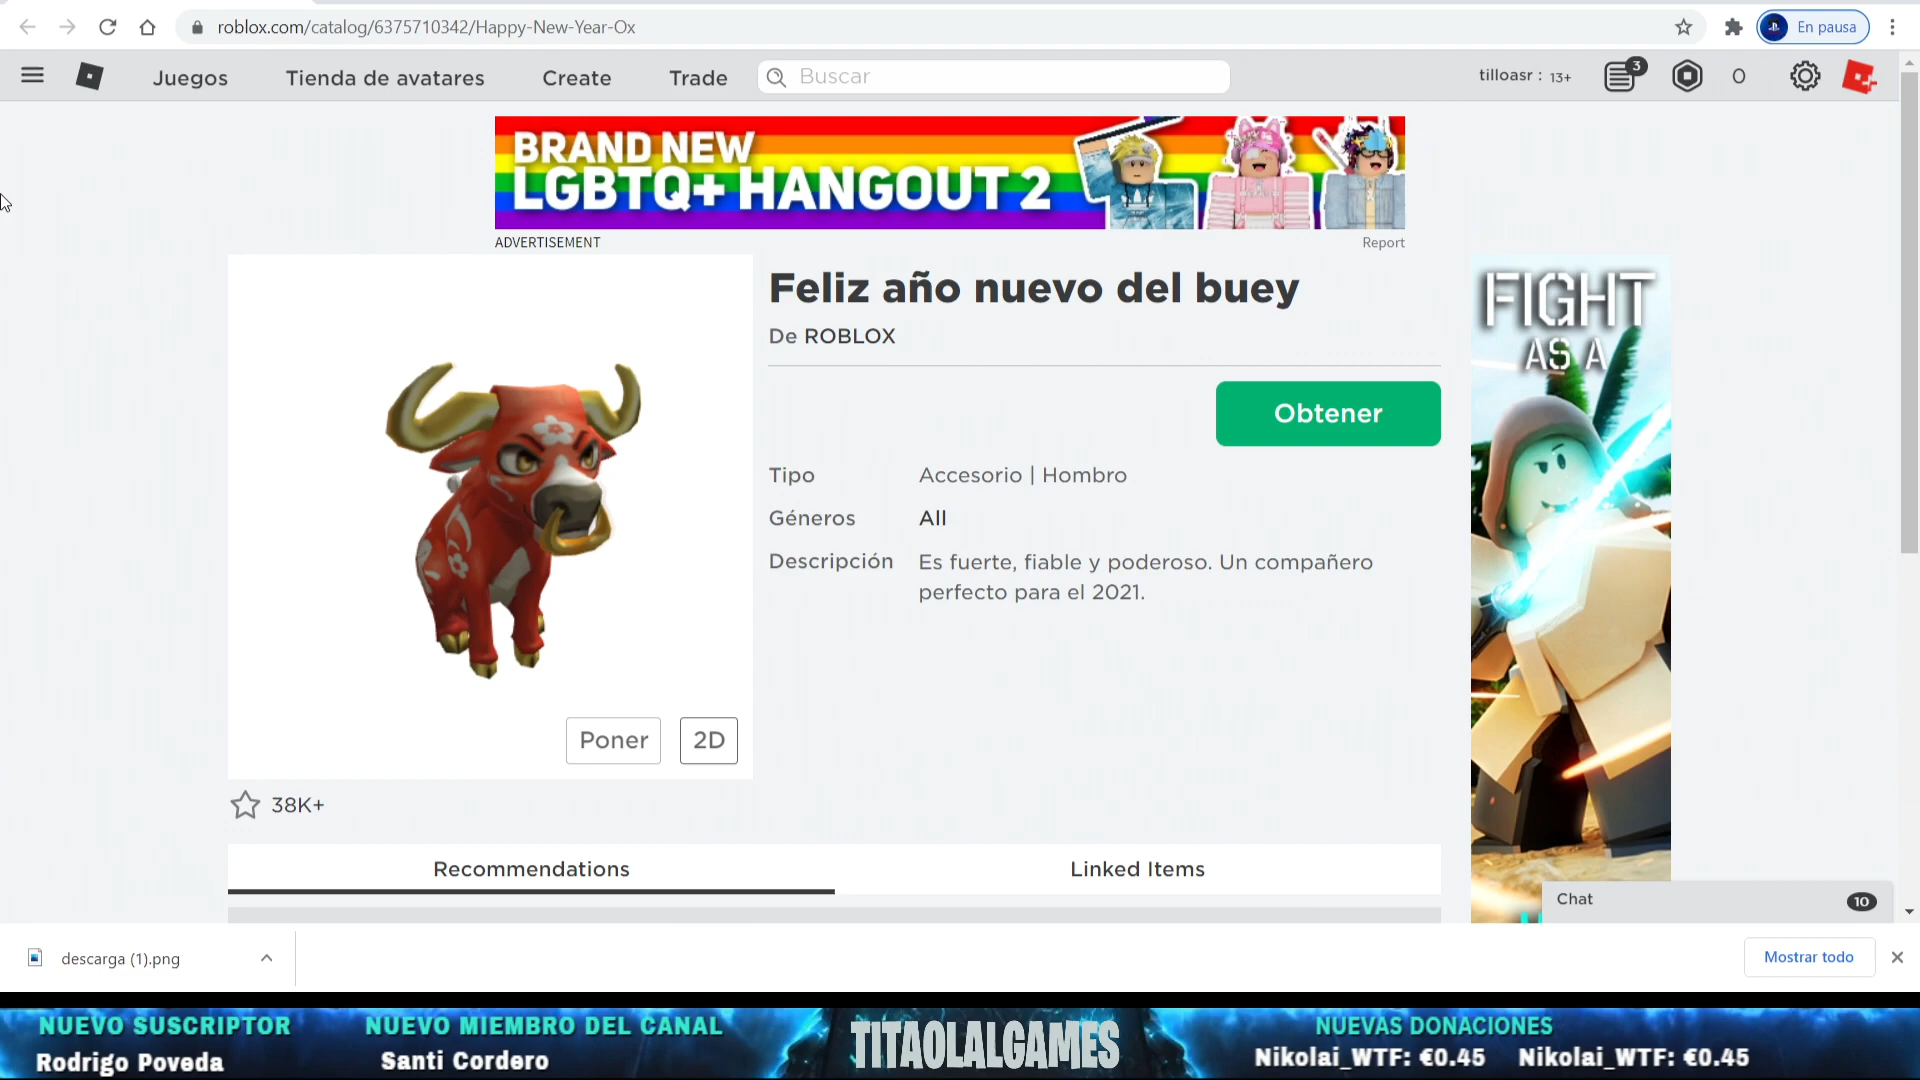 roblox.com/catalog/6375710342/Happy-New-Year-Ox
En pausa
Juegos
Tienda de avatares
Create
Trade
Buscar
tilloasr : 13+
3
0
BRAND NEW
LGBTQ+ HANGOUT 2
ADVERTISEMENT
Report
Feliz año nuevo del buey
De ROBLOX
Obtener
Tipo
Accesorio | Hombro
Géneros
All
Descripción
Es fuerte, fiable y poderoso. Un compañero
perfecto para el 2021.
Poner
2D
38K+
FIGHT
AS A
Recommendations
Linked Items
Chat
10
descarga (1).png
Mostrar todo
NUEVO SUSCRIPTOR
Rodrigo Poveda
NUEVO MIEMBRO DEL CANAL
Santi Cordero
TITAOLALGAMES
NUEVAS DONACIONES
Nikolai_WTF: €0.45 Nikolai_WTF: €0.45